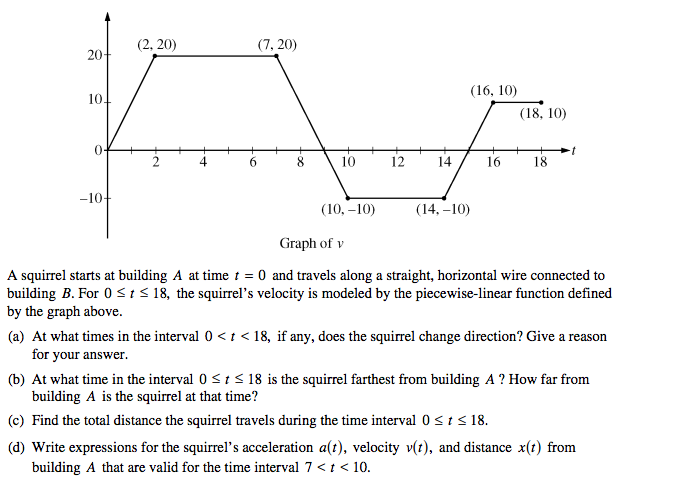 (2, 20)
(7, 20)
20
(16, 10)
10
(18, 10)
0
2 4 6 8 10 12 14 16 18 t
−10
(10, −10)
(14, −10)
Graph of v
A squirrel starts at building A at time t = 0 and travels along a straight, horizontal wire connected to
building B. For 0 ≤ t ≤ 18, the squirrel's velocity is modeled by the piecewise-linear function defined
by the graph above.
(a) At what times in the interval 0 < t < 18, if any, does the squirrel change direction? Give a reason
for your answer.
(b) At what time in the interval 0 ≤ t ≤ 18 is the squirrel farthest from building A ? How far from
building A is the squirrel at that time?
(c) Find the total distance the squirrel travels during the time interval 0 ≤ t ≤ 18.
(d) Write expressions for the squirrel's acceleration a(t), velocity v(t), and distance x(t) from
building A that are valid for the time interval 7 < t < 10.